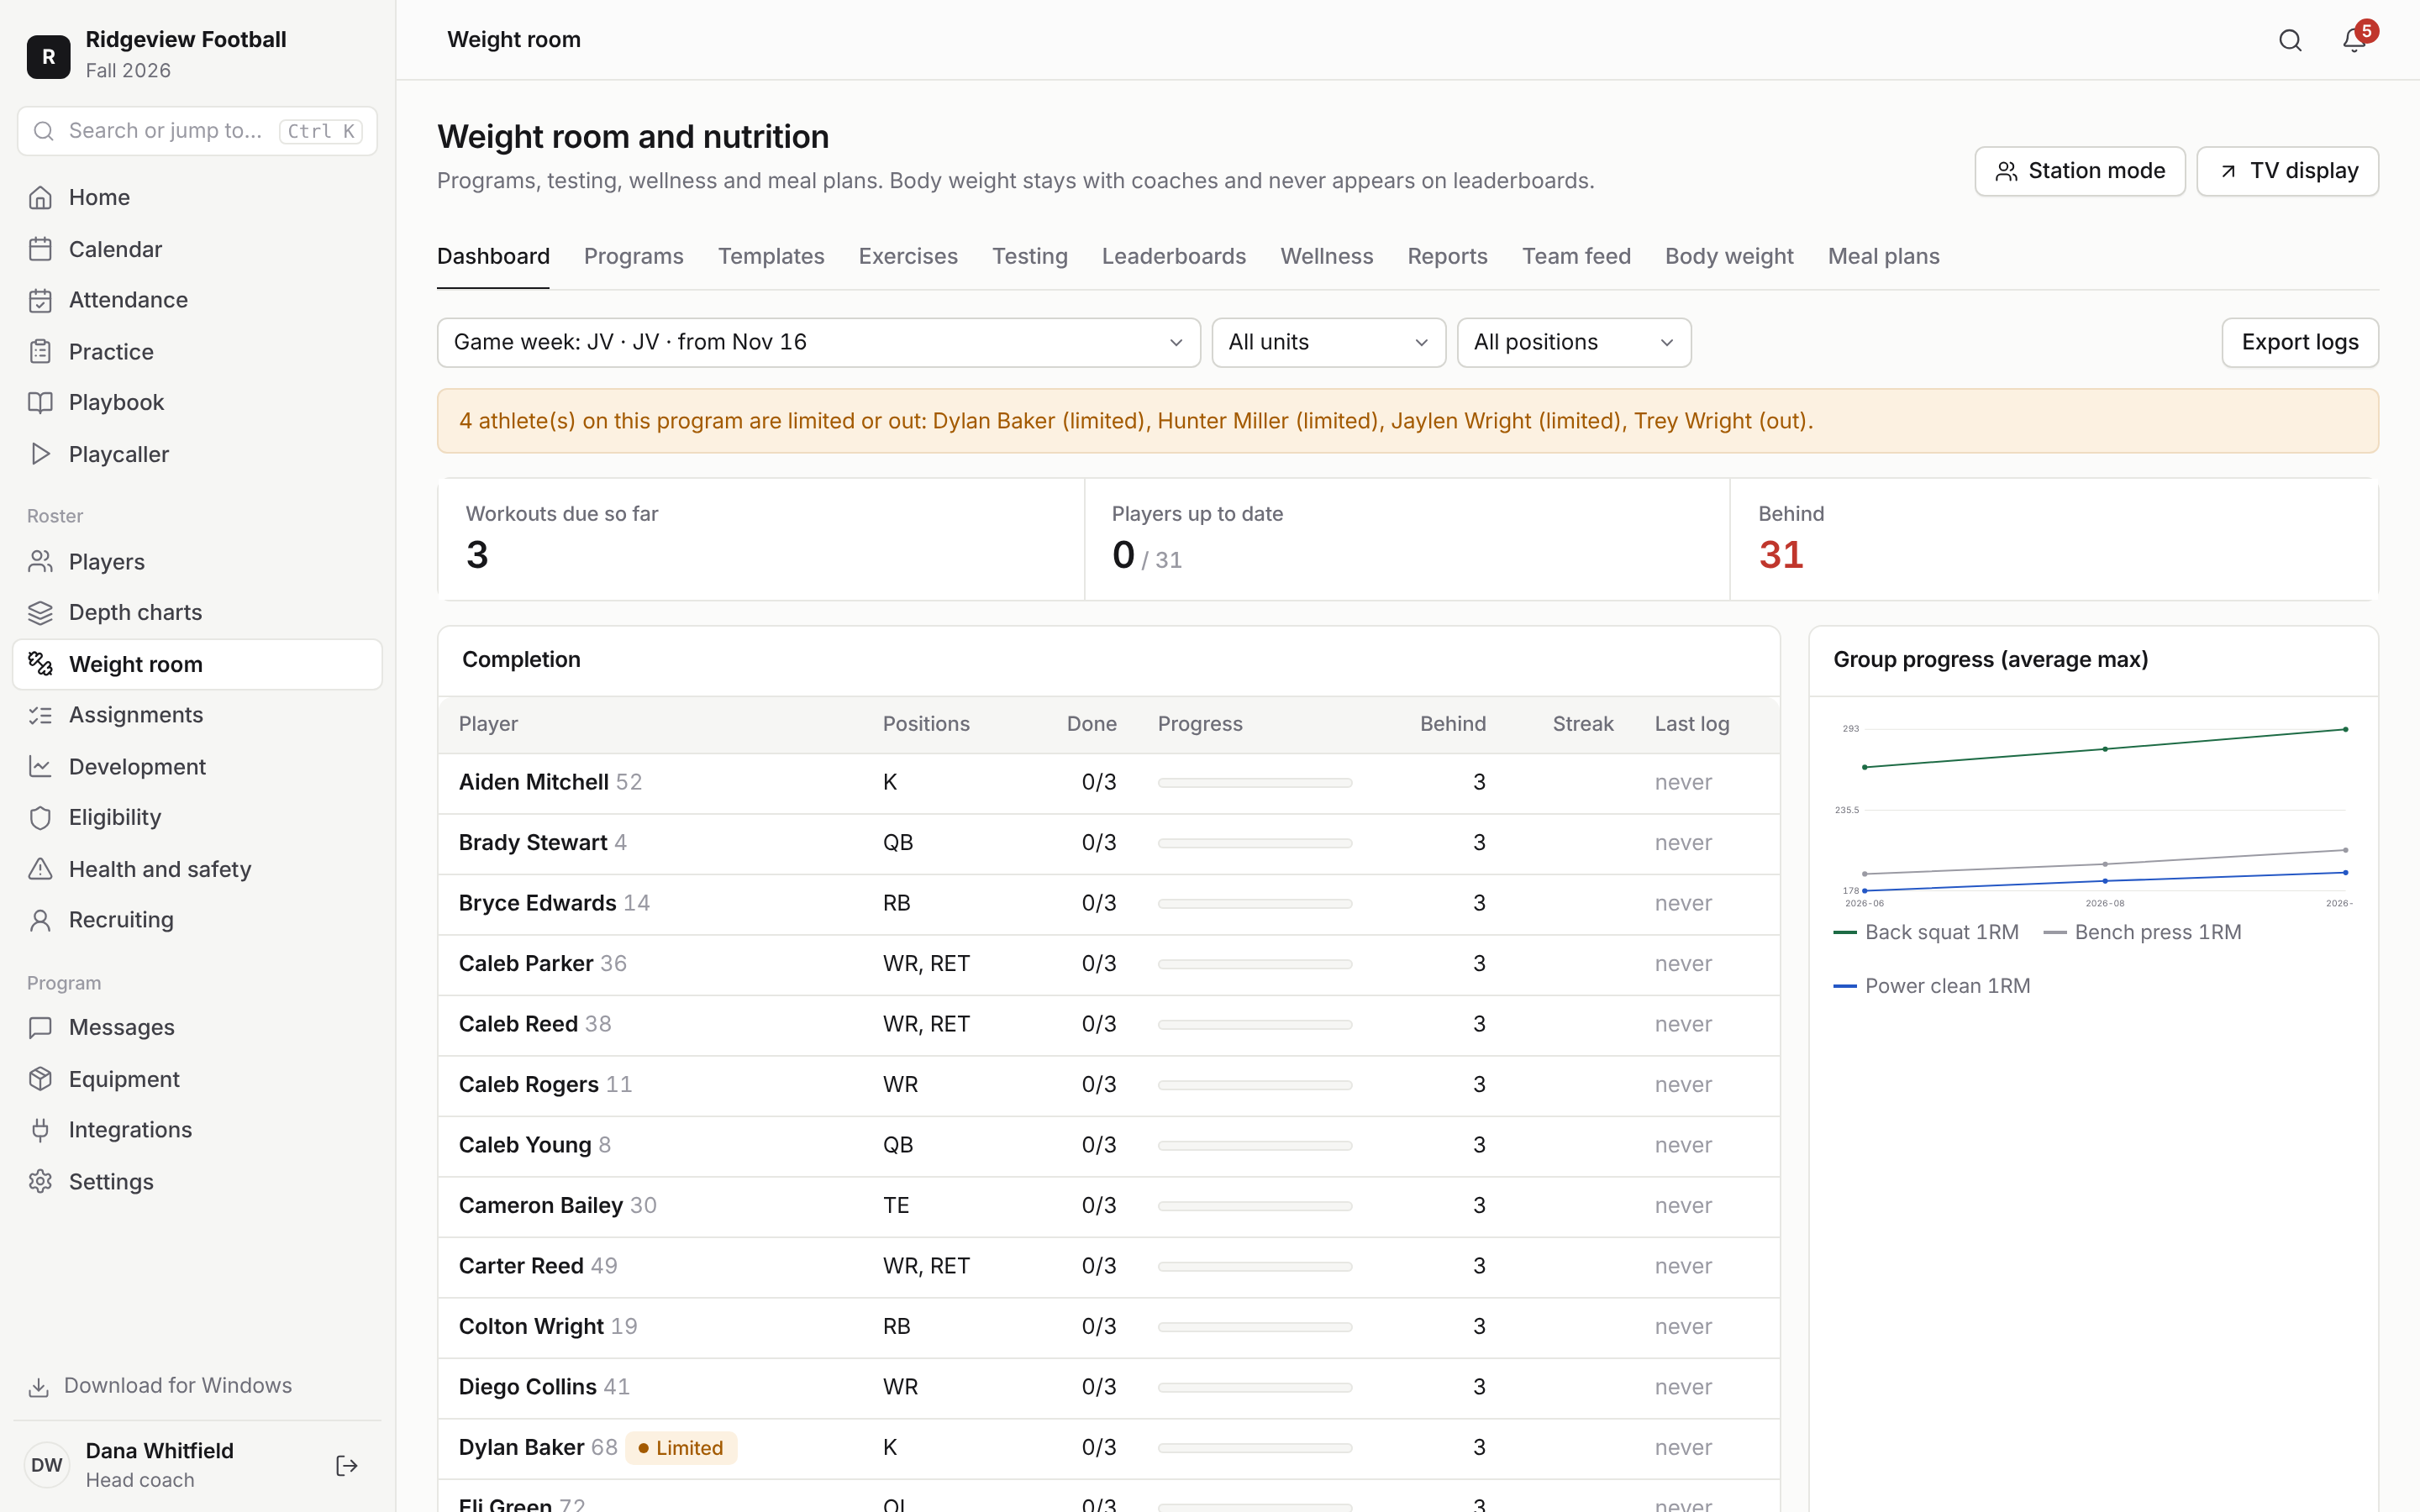 R
Ridgeview Football
Fall 2026
Search or jump to... Ctrl K
Home
Calendar
Attendance
Practice
Playbook
Playcaller
Roster
Players
Depth charts
Weight room
Assignments
Development
Eligibility
Health and safety
Recruiting
Program
Messages
Equipment
Integrations
Settings
Download for Windows
DW
Dana Whitfield
Head coach
Weight room
5
Weight room and nutrition
Programs, testing, wellness and meal plans. Body weight stays with coaches and never appears on leaderboards.
Station mode
TV display
Dashboard Programs Templates Exercises Testing Leaderboards Wellness Reports Team feed Body weight Meal plans
Game week: JV · JV · from Nov 16
All units
All positions
Export logs
4 athlete(s) on this program are limited or out: Dylan Baker (limited), Hunter Miller (limited), Jaylen Wright (limited), Trey Wright (out).
Workouts due so far
3
Players up to date
0 / 31
Behind
31
Completion
Player Positions Done Progress Behind Streak Last log
Aiden Mitchell 52 K 0/3 3 never
Brady Stewart 4 QB 0/3 3 never
Bryce Edwards 14 RB 0/3 3 never
Caleb Parker 36 WR, RET 0/3 3 never
Caleb Reed 38 WR, RET 0/3 3 never
Caleb Rogers 11 WR 0/3 3 never
Caleb Young 8 QB 0/3 3 never
Cameron Bailey 30 TE 0/3 3 never
Carter Reed 49 WR, RET 0/3 3 never
Colton Wright 19 RB 0/3 3 never
Diego Collins 41 WR 0/3 3 never
Dylan Baker 68 Limited K 0/3 3 never
Eli Green 72 OL 0/3 3 never
Group progress (average max)
293
235.5
178
2026-06 2026-08 2026-
Back squat 1RM Bench press 1RM
Power clean 1RM